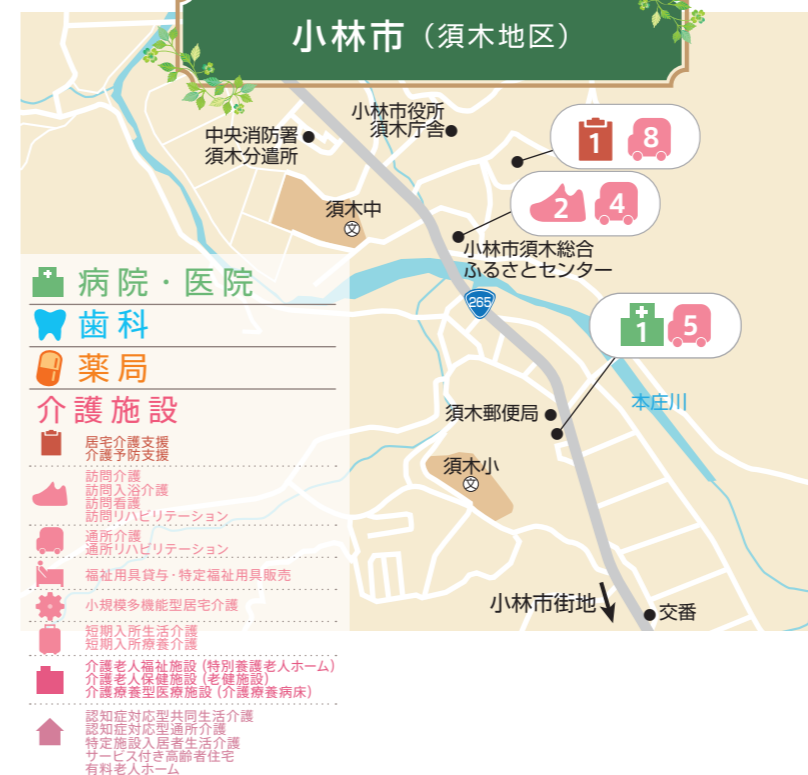 小林市（須木地区）
小林市役所
須木庁舎
中央消防署
須木分遣所
1 8
須木中
文
2 4
小林市須木総合
ふるさとセンター
265
1 5
本庄川
須木郵便局
須木小
文
小林市街地
交番
病院・医院
歯科
薬局
介護施設
居宅介護支援
介護予防支援
訪問介護
訪問入浴介護
訪問看護
訪問リハビリテーション
通所介護
通所リハビリテーション
福祉用具貸与・特定福祉用具販売
小規模多機能型居宅介護
短期入所生活介護
短期入所療養介護
介護老人福祉施設（特別養護老人ホーム）
介護老人保健施設（老健施設）
介護療養型医療施設（介護療養病床）
認知症対応型共同生活介護
認知症対応型通所介護
特定施設入居者生活介護
サービス付き高齢者住宅
有料老人ホーム